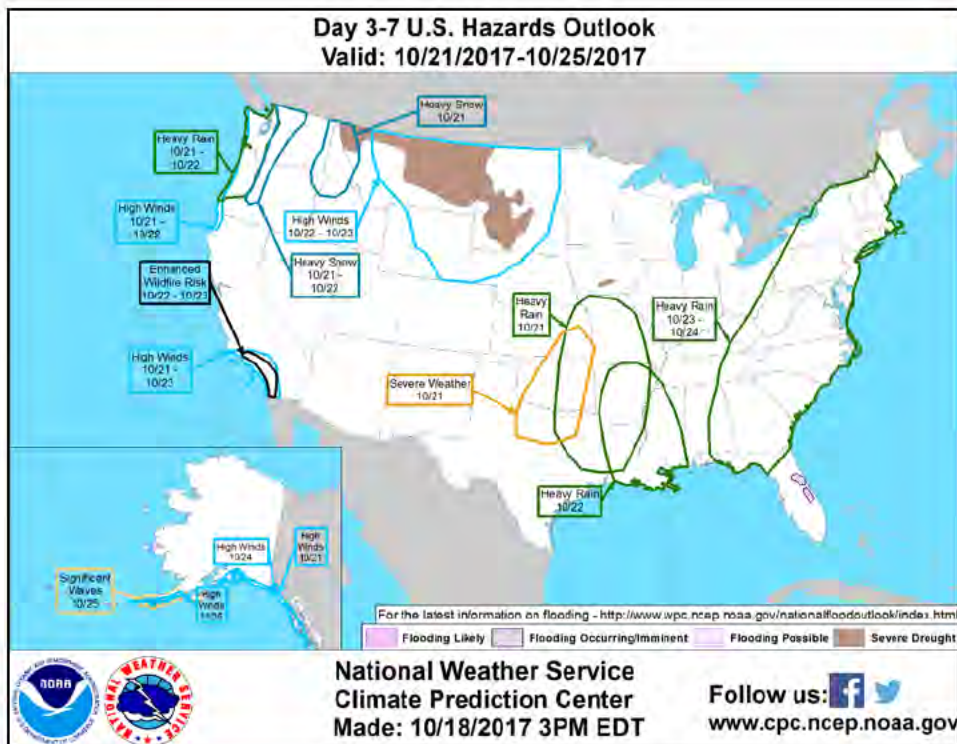 Day 3-7 U.S. Hazards Outlook
Valid: 10/21/2017-10/25/2017
Heavy Snow
10/21
Heavy Rain
10/21 -
10/22
High Winds
10/21 -
10/22
High Winds
10/22 - 10/23
Heavy Snow
10/21 -
10/22
Enhanced
Wildfire Risk
10/22 - 10/23
High Winds
10/21 -
10/23
Heavy
Rain
10/21
Heavy Rain
10/23 -
10/24
Severe Weather
10/21
Heavy Rain
10/22
High Winds
10/24
High
Winds
10/21
Significant
Waves
10/25
High
Winds
For the latest information on flooding - http://www.wpc.ncep.noaa.gov/nationalfloodoutlook/index.html
Flooding Likely
Flooding Occurring/Imminent
Flooding Possible
Severe Drought
NOAA
NATIONAL WEATHER SERVICE
National Weather Service
Climate Prediction Center
Made: 10/18/2017 3PM EDT
Follow us:
www.cpc.ncep.noaa.gov